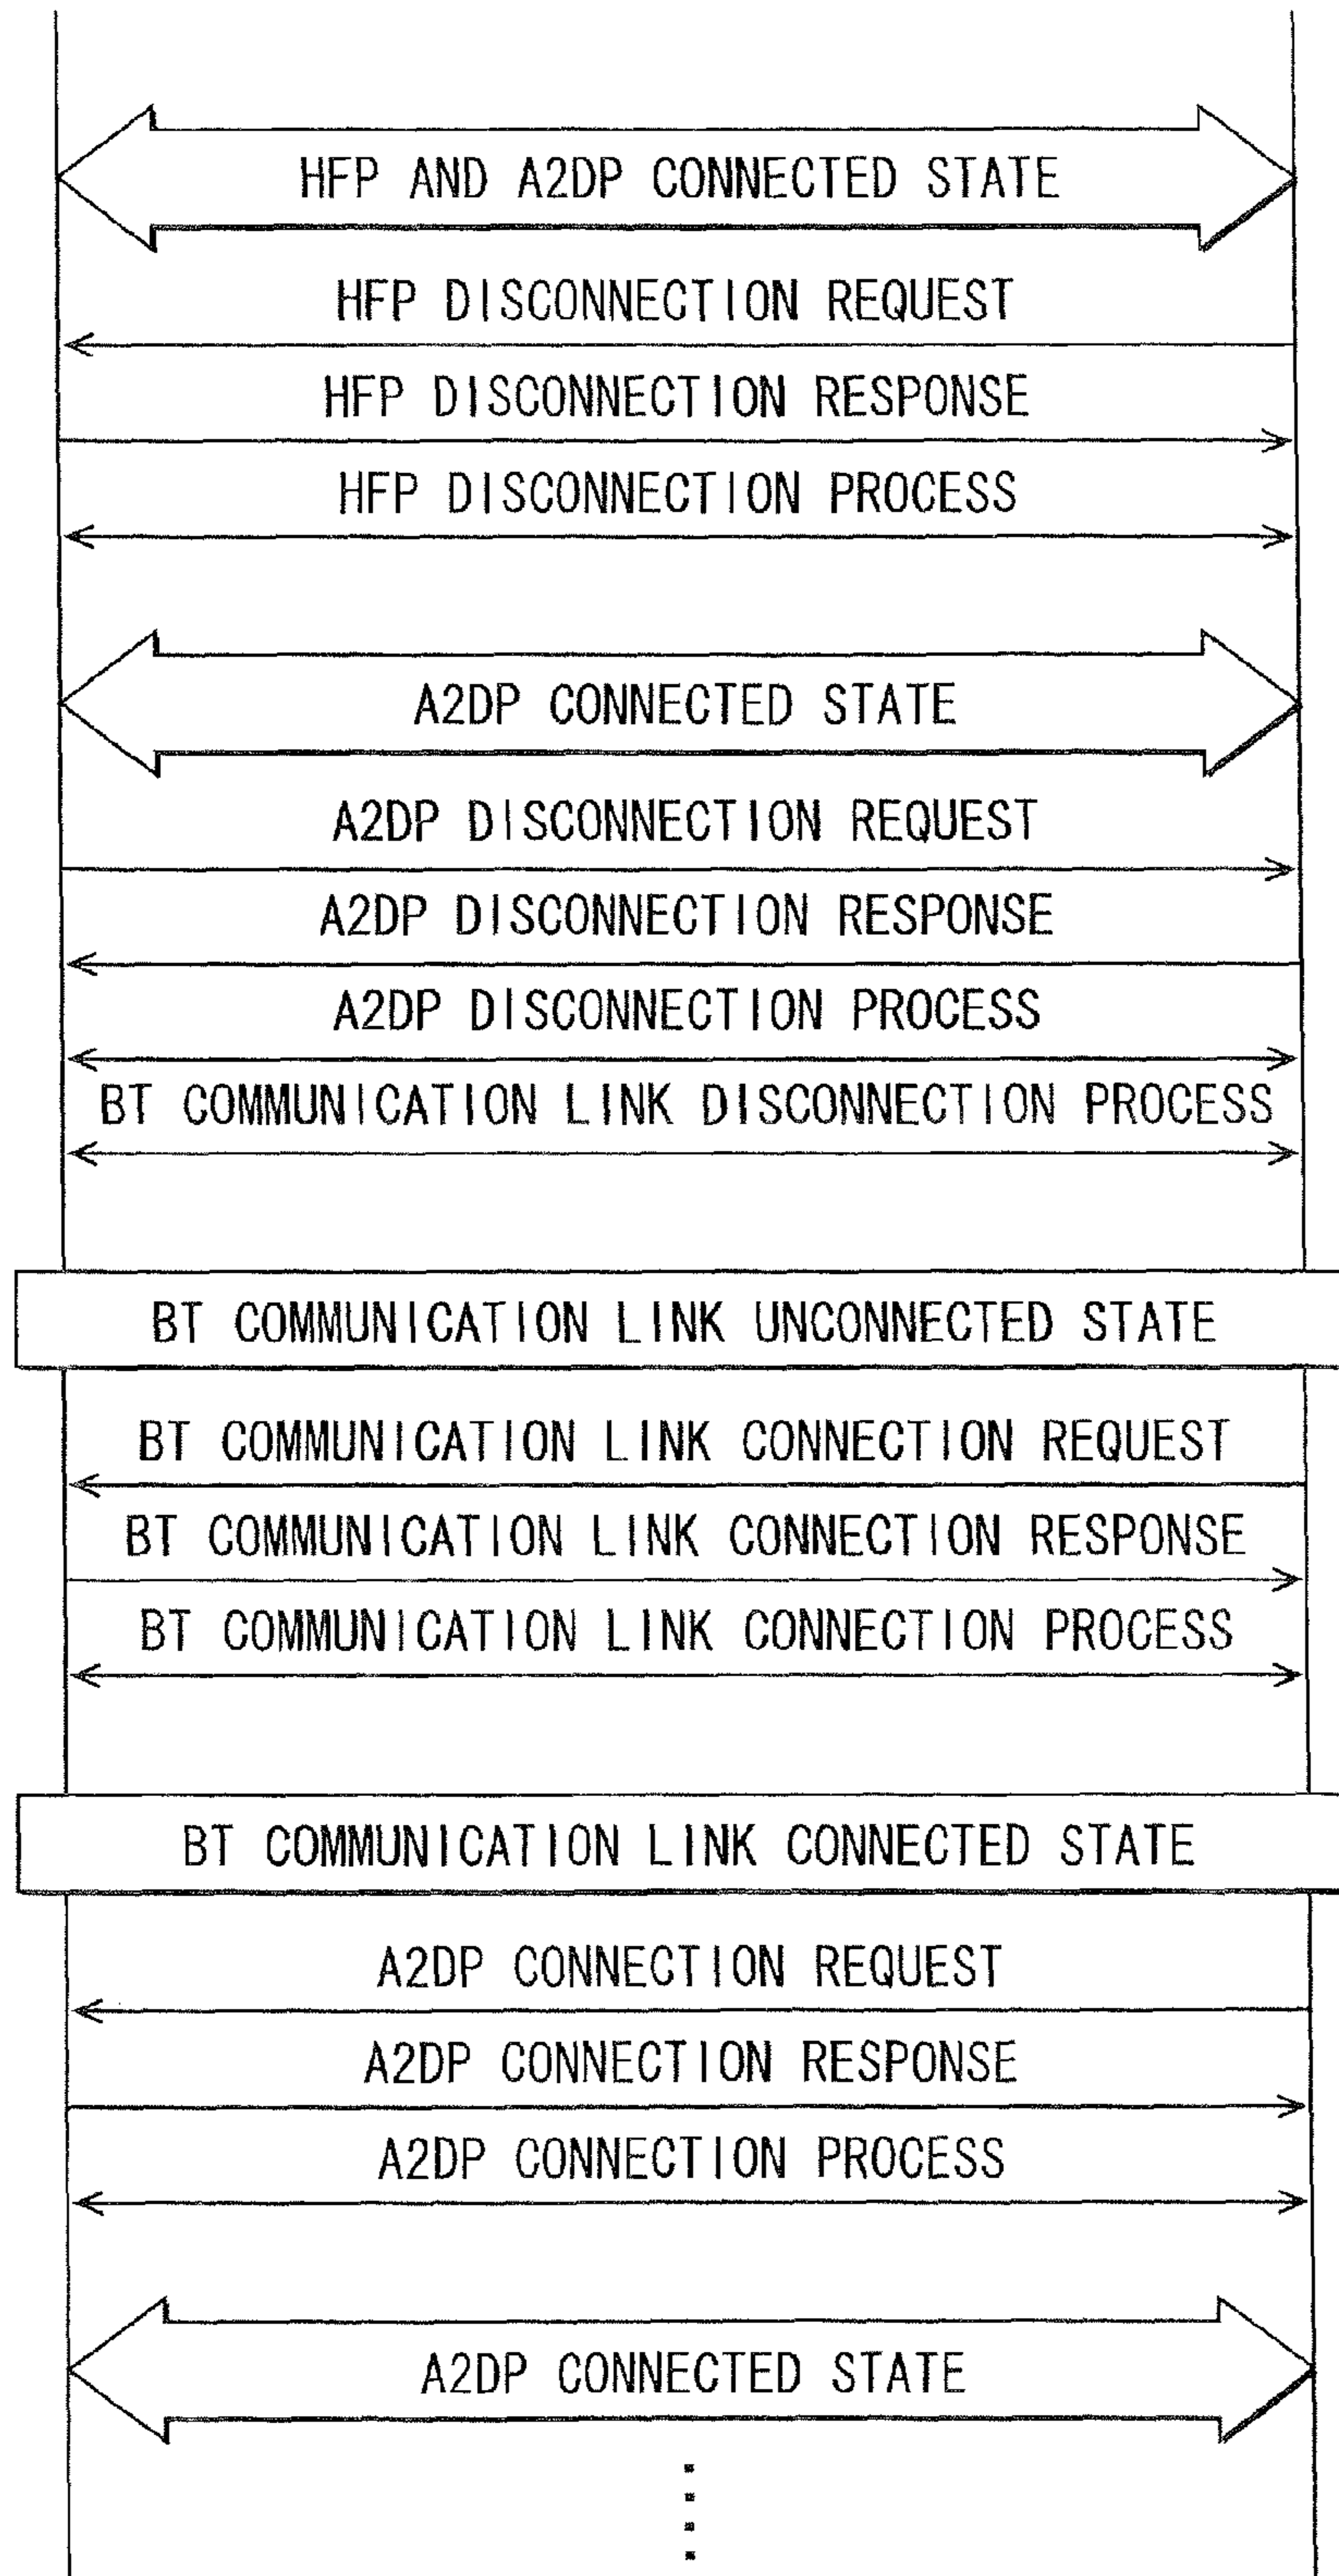 HFP AND A2DP CONNECTED STATE
HFP DISCONNECTION REQUEST
HFP DISCONNECTION RESPONSE
HFP DISCONNECTION PROCESS
A2DP CONNECTED STATE
A2DP DISCONNECTION REQUEST
A2DP DISCONNECTION RESPONSE
A2DP DISCONNECTION PROCESS
BT COMMUNICATION LINK DISCONNECTION PROCESS
BT COMMUNICATION LINK UNCONNECTED STATE
BT COMMUNICATION LINK CONNECTION REQUEST
BT COMMUNICATION LINK CONNECTION RESPONSE
BT COMMUNICATION LINK CONNECTION PROCESS
BT COMMUNICATION LINK CONNECTED STATE
A2DP CONNECTION REQUEST
A2DP CONNECTION RESPONSE
A2DP CONNECTION PROCESS
A2DP CONNECTED STATE